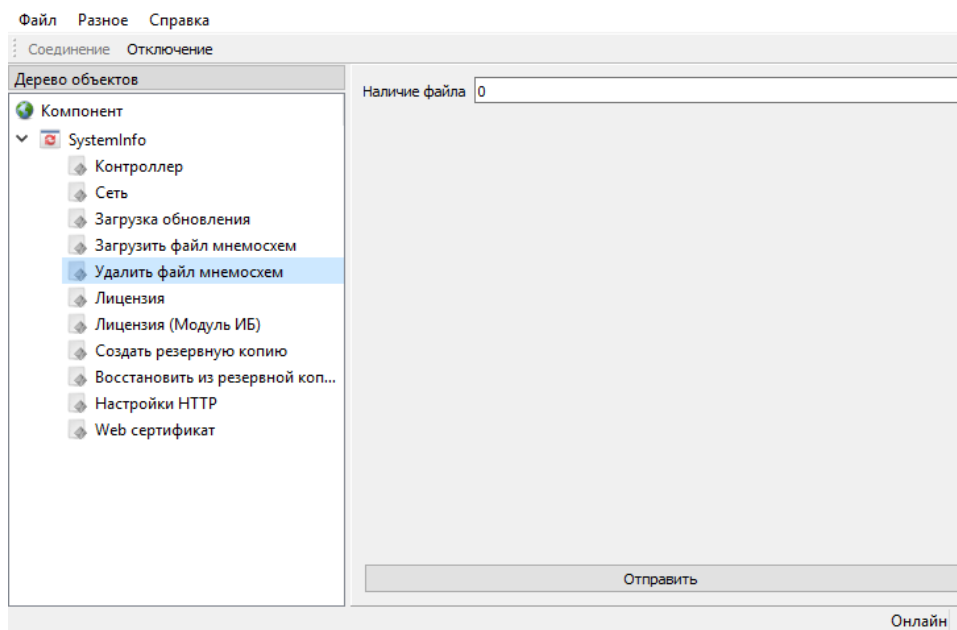 Файл Разное Справка
Соединение Отключение
Дерево объектов
Компонент
SystemInfo
Контроллер
Сеть
Загрузка обновления
Загрузить файл мнемосхем
Удалить файл мнемосхем
Лицензия
Лицензия (Модуль ИБ)
Создать резервную копию
Восстановить из резервной коп...
Настройки HTTP
Web сертификат
Наличие файла 0
Отправить
Онлайн